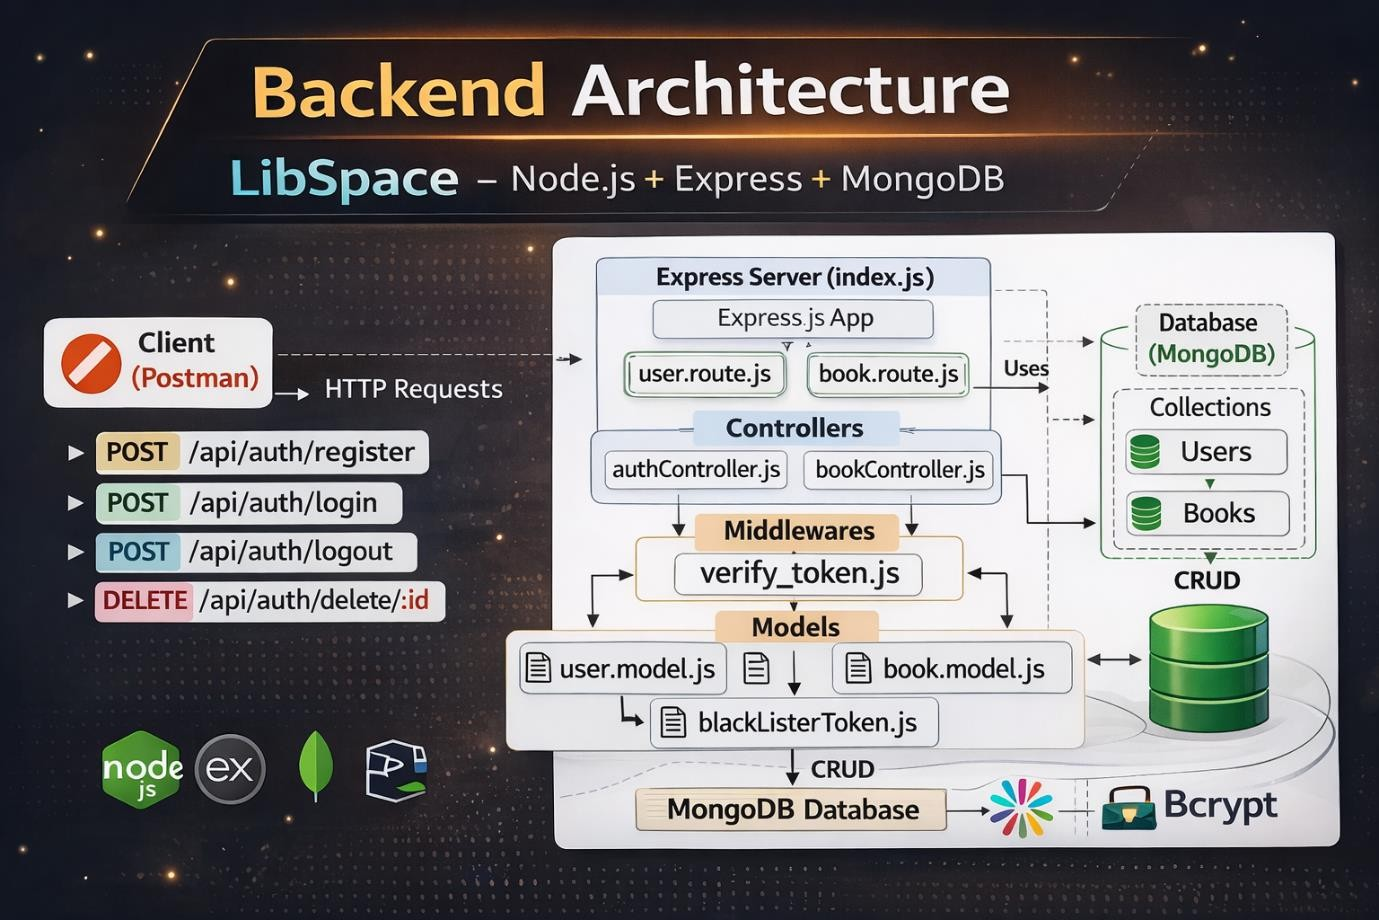 Backend Architecture
LibSpace – Node.js + Express + MongoDB
Client
(Postman)
HTTP Requests
POST /api/auth/register
POST /api/auth/login
POST /api/auth/logout
DELETE /api/auth/delete/:id
node
js
ex
Express Server (index.js)
Express.js App
user.route.js
book.route.js
Uses
Controllers
authController.js
bookController.js
Middlewares
verify_token.js
Models
user.model.js
book.model.js
blackListerToken.js
CRUD
MongoDB Database
Bcrypt
Database
(MongoDB)
Collections
Users
Books
CRUD